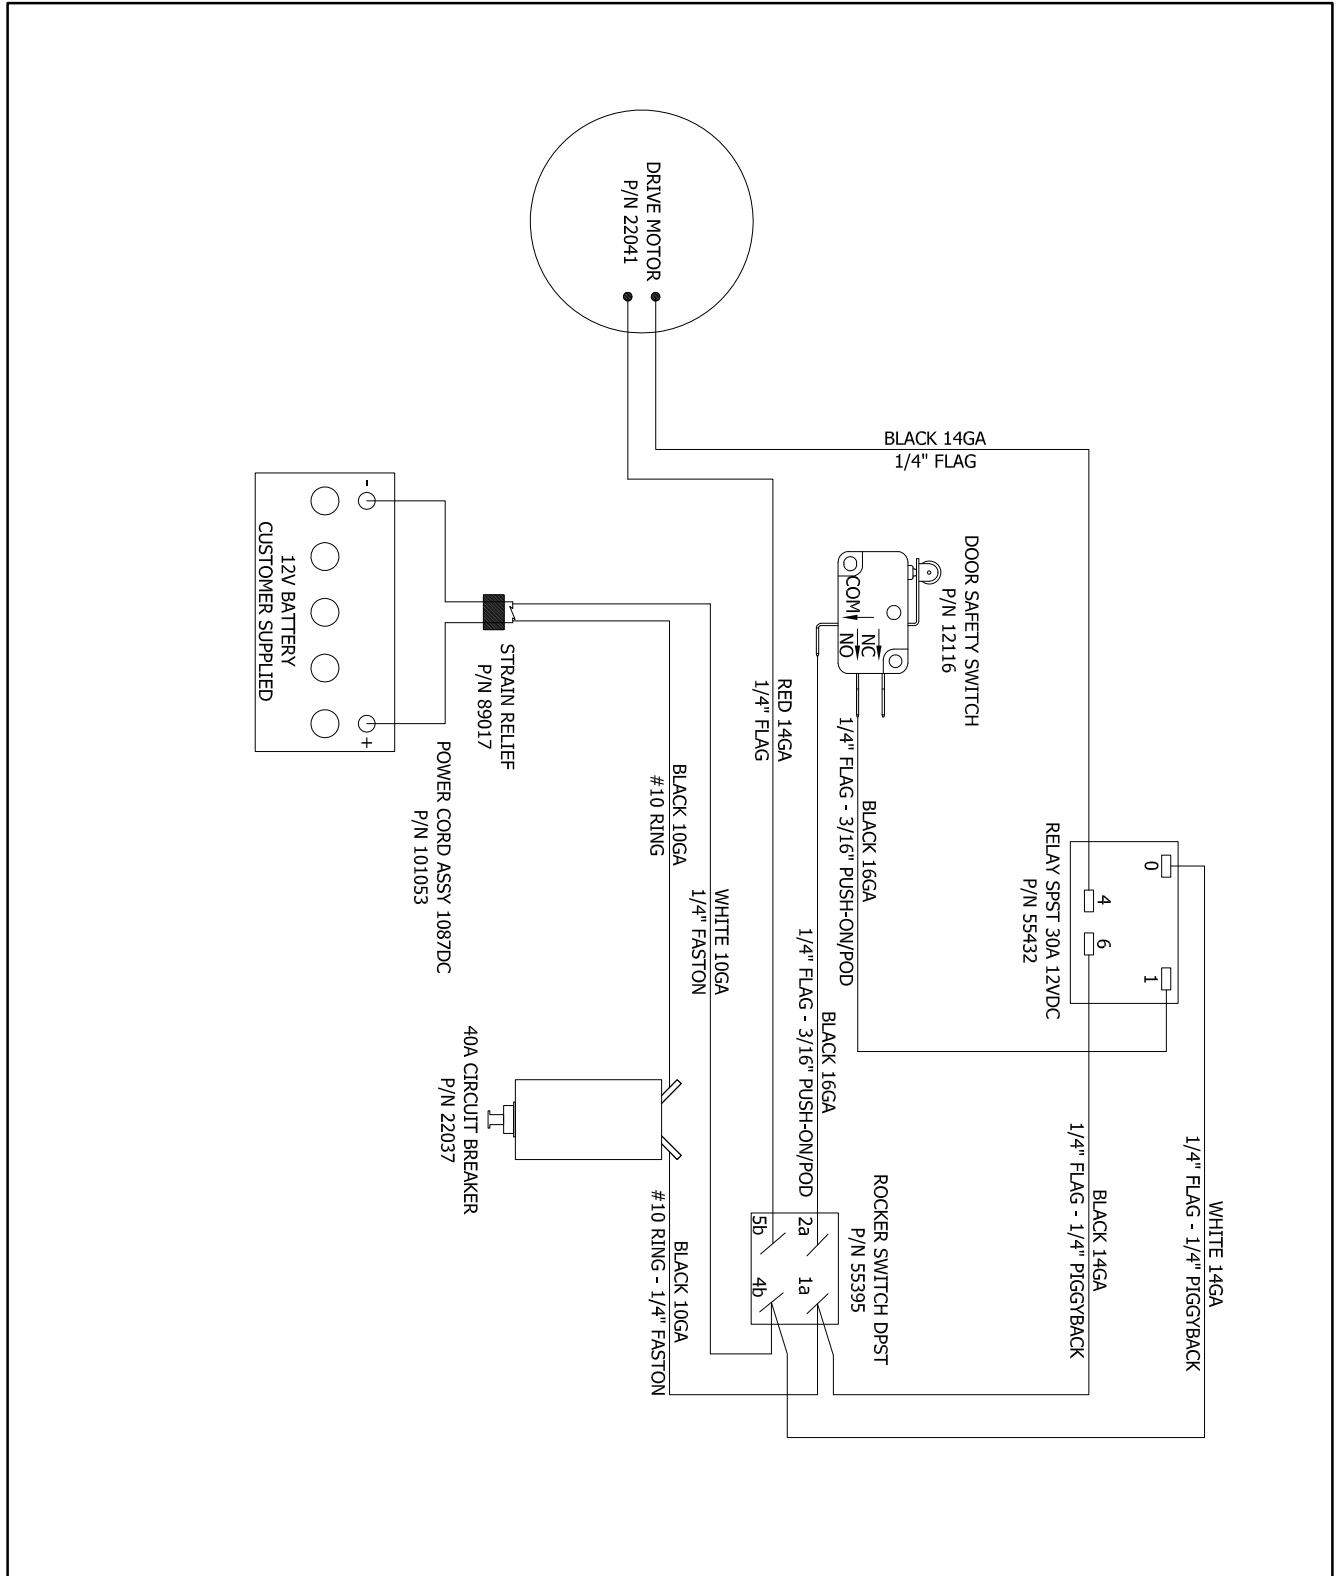 DRIVE MOTOR
P/N 22041
BLACK 14GA
1/4" FLAG
DOOR SAFETY SWITCH
P/N 12116
COM
NC
NO
-
+
12V BATTERY
CUSTOMER SUPPLIED
STRAIN RELIEF
P/N 89017
POWER CORD ASSY 1087DC
P/N 101053
RED 14GA
1/4" FLAG
BLACK 10GA
#10 RING
WHITE 10GA
1/4" FASTON
BLACK 16GA
1/4" FLAG - 3/16" PUSH-ON/POD
BLACK 16GA
1/4" FLAG - 3/16" PUSH-ON/POD
RELAY SPST 30A 12VDC
P/N 55432
0
1
4
6
40A CIRCUIT BREAKER
P/N 22037
BLACK 10GA
#10 RING - 1/4" FASTON
ROCKER SWITCH DPST
P/N 55395
2a
1a
5b
4b
BLACK 14GA
1/4" FLAG - 1/4" PIGGYBACK
WHITE 14GA
1/4" FLAG - 1/4" PIGGYBACK